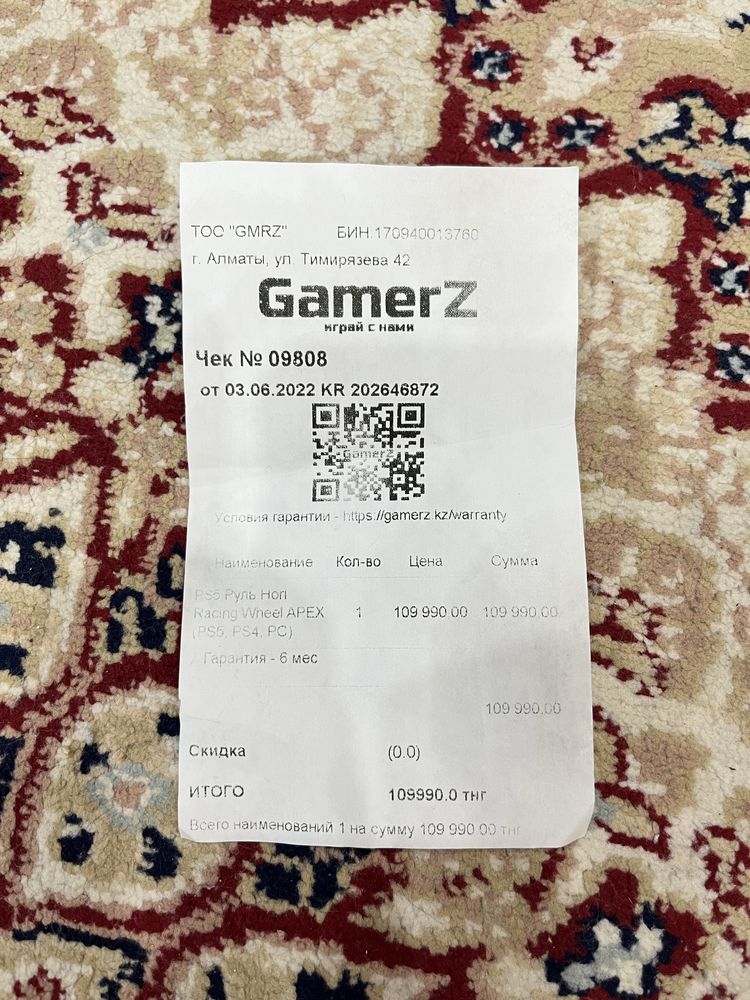 ТОО "GMRZ" БИН.170940013760
г. Алматы, ул. Тимирязева 42
GamerZ
играй с нами
Чек № 09808
от 03.06.2022 KR 202646872
GamerZ
Условия гарантии - https://gamerz.kz/warranty
Наименование Кол-во Цена Сумма
PS5 Руль Hori
Racing Wheel APEX 1 109 990.00 109 990.00
(PS5, PS4, PC)
/ Гарантия - 6 мес
109 990.00
Скидка (0.0)
ИТОГО 109990.0 тнг
Всего наименований 1 на сумму 109 990.00 тнг